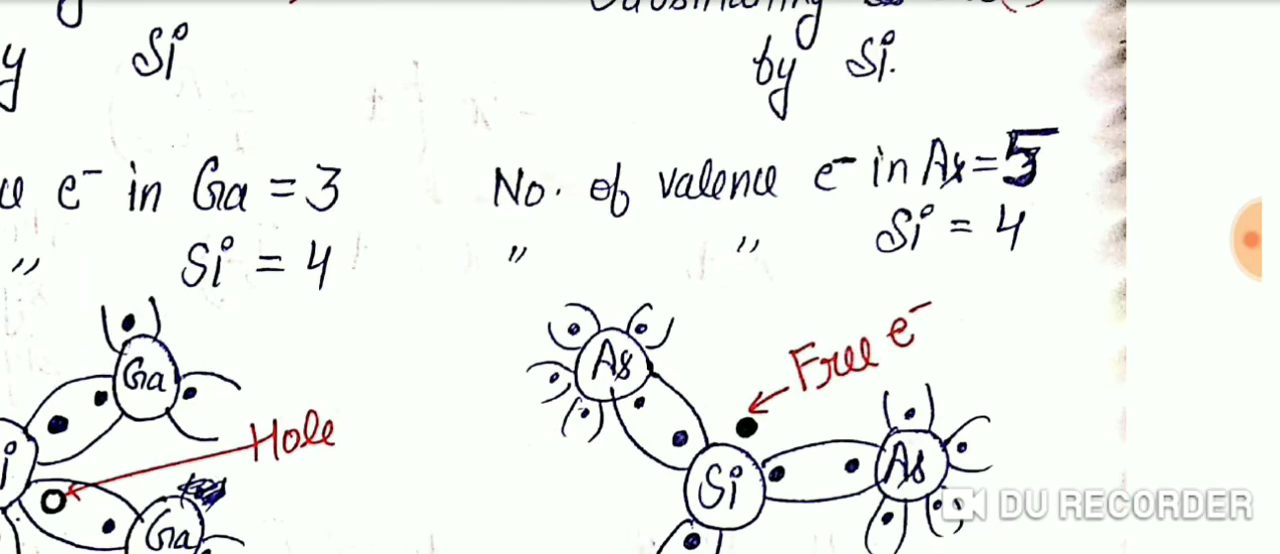 by Si
by Si.
e⁻ in Ga = 3
" Si = 4
No. of valence e⁻ in As = 5
" " Si = 4
Ga
Hole
Ga
As
Free e⁻
Si
As
DU RECORDER